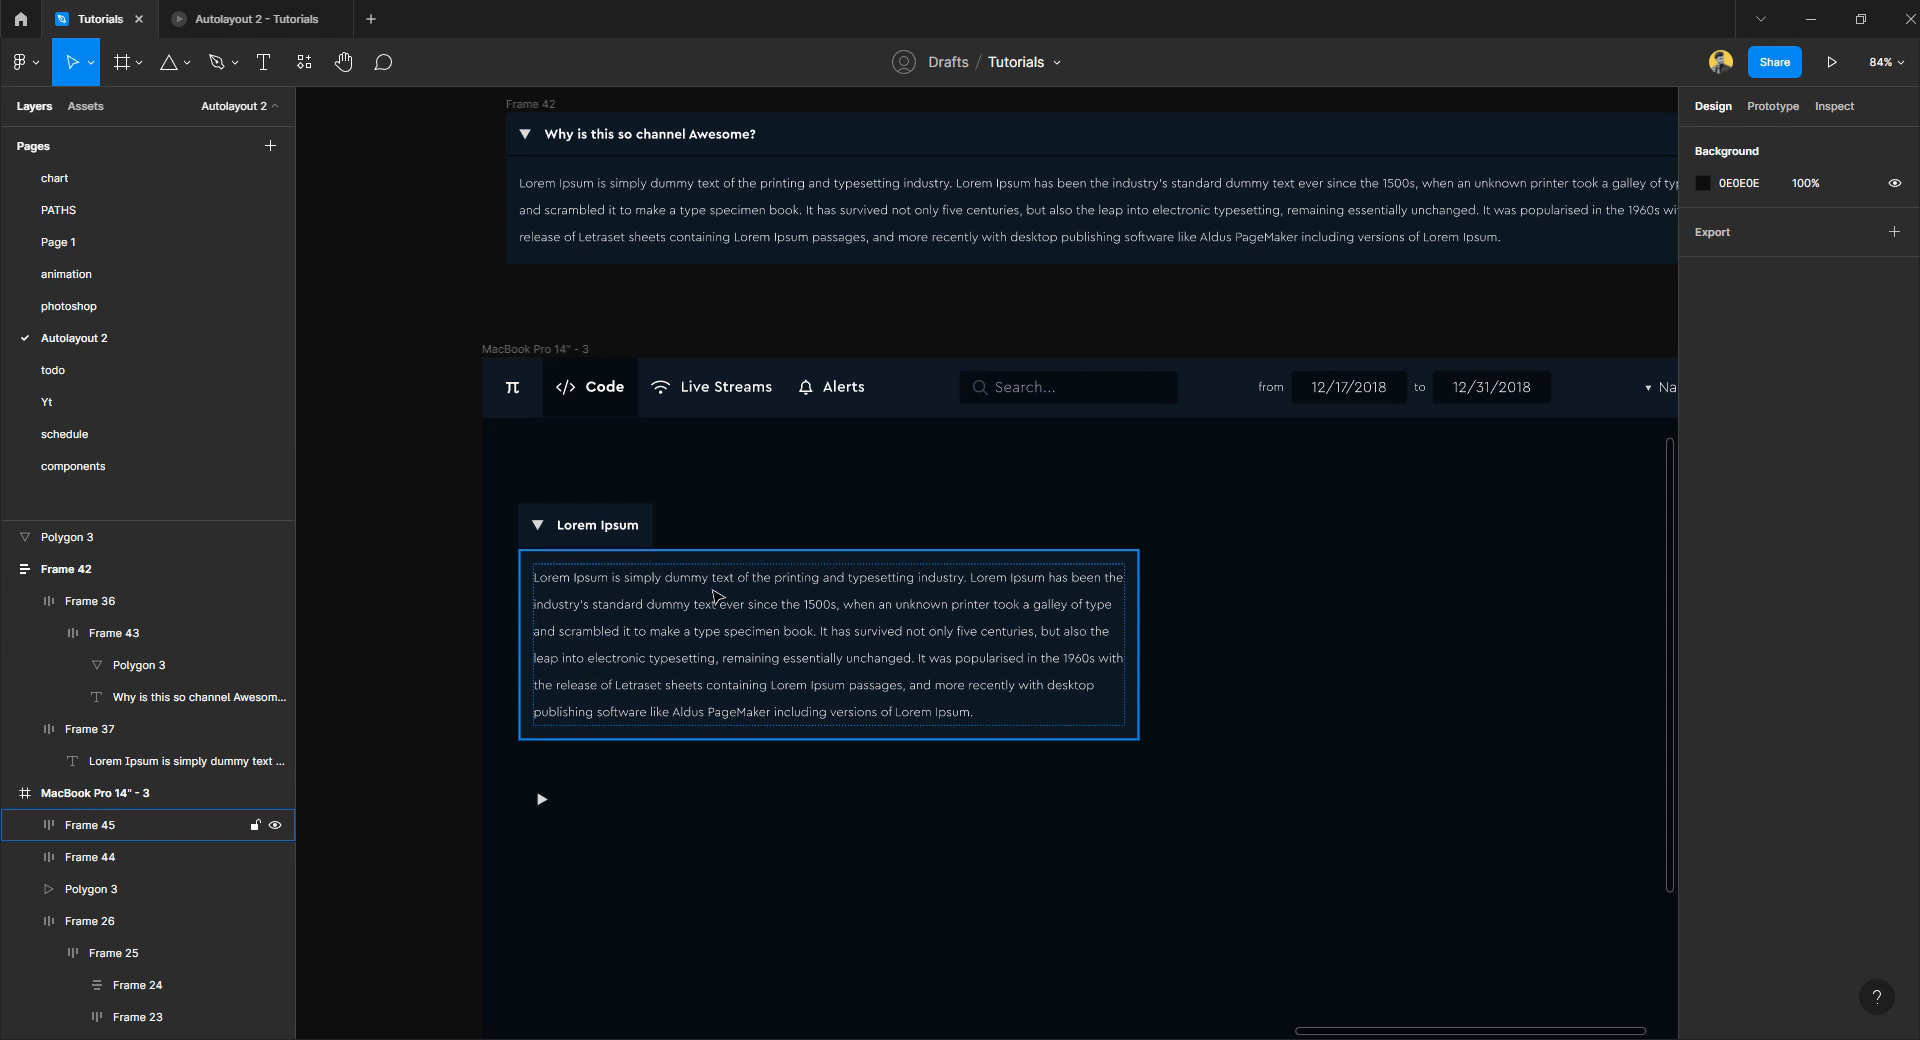 Tutorials
Autolayout 2 - Tutorials
Drafts / Tutorials
Share
84%
Layers
Assets
Autolayout 2
Pages
chart
PATHS
Page 1
animation
photoshop
Autolayout 2
todo
Yt
schedule
components
Polygon 3
Frame 42
Frame 36
Frame 43
Polygon 3
Why is this so channel Awesom...
Frame 37
Lorem Ipsum is simply dummy text ...
MacBook Pro 14" - 3
Frame 45
Frame 44
Polygon 3
Frame 26
Frame 25
Frame 24
Frame 23
Frame 42
Why is this so channel Awesome?
Lorem Ipsum is simply dummy text of the printing and typesetting industry. Lorem Ipsum has been the industry's standard dummy text ever since the 1500s, when an unknown printer took a galley of ty
and scrambled it to make a type specimen book. It has survived not only five centuries, but also the leap into electronic typesetting, remaining essentially unchanged. It was popularised in the 1960s wi
release of Letraset sheets containing Lorem Ipsum passages, and more recently with desktop publishing software like Aldus PageMaker including versions of Lorem Ipsum.
MacBook Pro 14" - 3
π
</> Code
Live Streams
Alerts
Search...
from
12/17/2018
to
12/31/2018
Na
Lorem Ipsum
Lorem Ipsum is simply dummy text of the printing and typesetting industry. Lorem Ipsum has been the
industry's standard dummy text ever since the 1500s, when an unknown printer took a galley of type
and scrambled it to make a type specimen book. It has survived not only five centuries, but also the
leap into electronic typesetting, remaining essentially unchanged. It was popularised in the 1960s with
the release of Letraset sheets containing Lorem Ipsum passages, and more recently with desktop
publishing software like Aldus PageMaker including versions of Lorem Ipsum.
Design
Prototype
Inspect
Background
0E0E0E
100%
Export
?